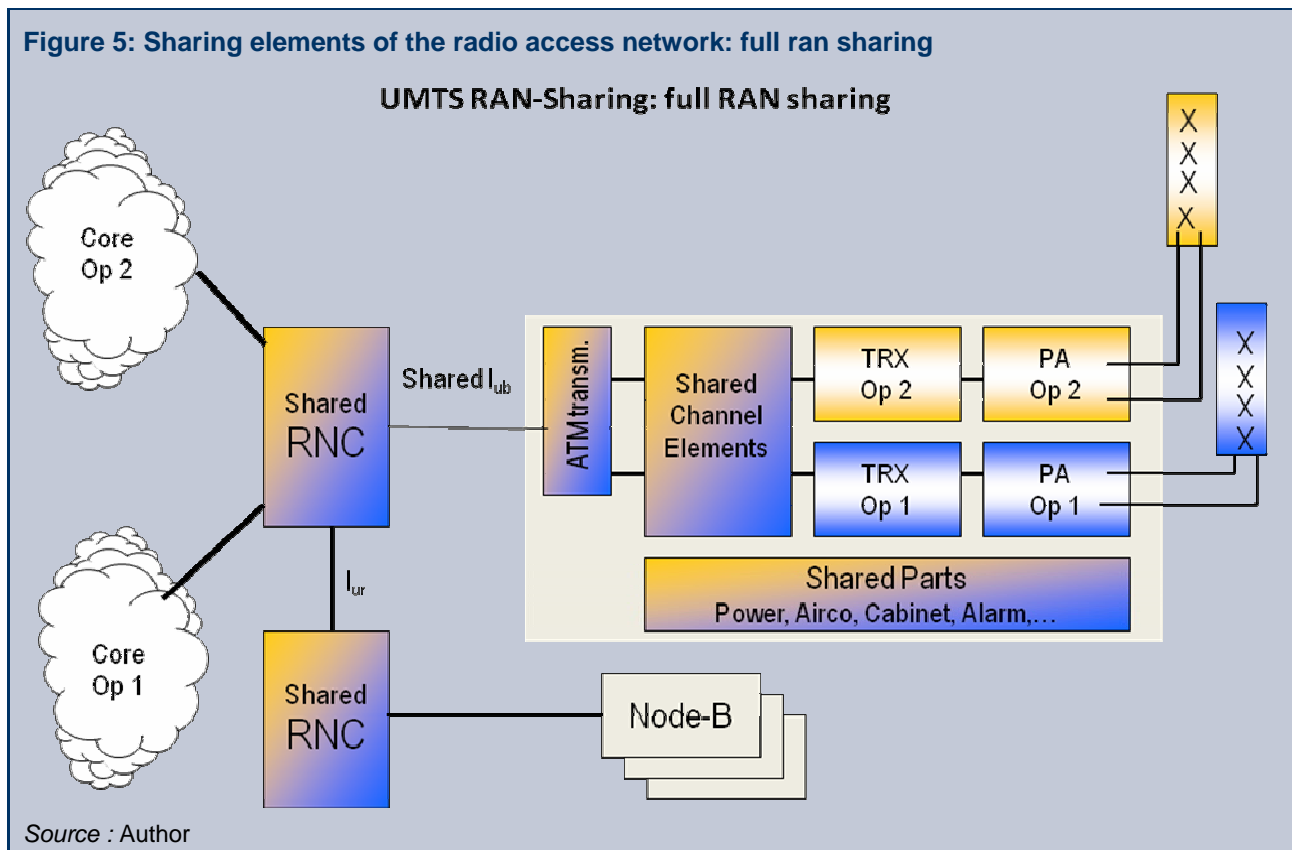 Figure 5: Sharing elements of the radio access network: full ran sharing
UMTS RAN-Sharing: full RAN sharing
X
X
X
X
Core
Op 2
X
X
X
X
Shared
RNC
Shared Iub
ATM transm.
Shared
Channel
Elements
TRX
Op 2
PA
Op 2
TRX
Op 1
PA
Op 1
Shared Parts
Power, Airco, Cabinet, Alarm,...
Iur
Core
Op 1
Shared
RNC
Node-B
Source : Author